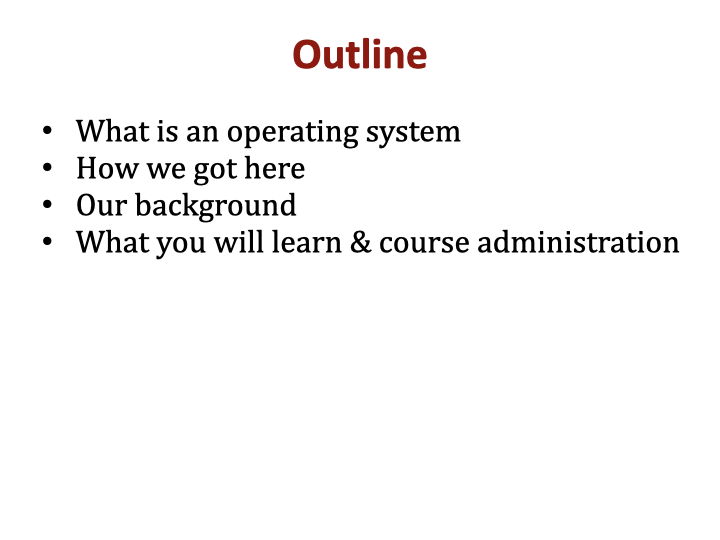 Outline
• What is an operating system
• How we got here
• Our background
• What you will learn & course administration